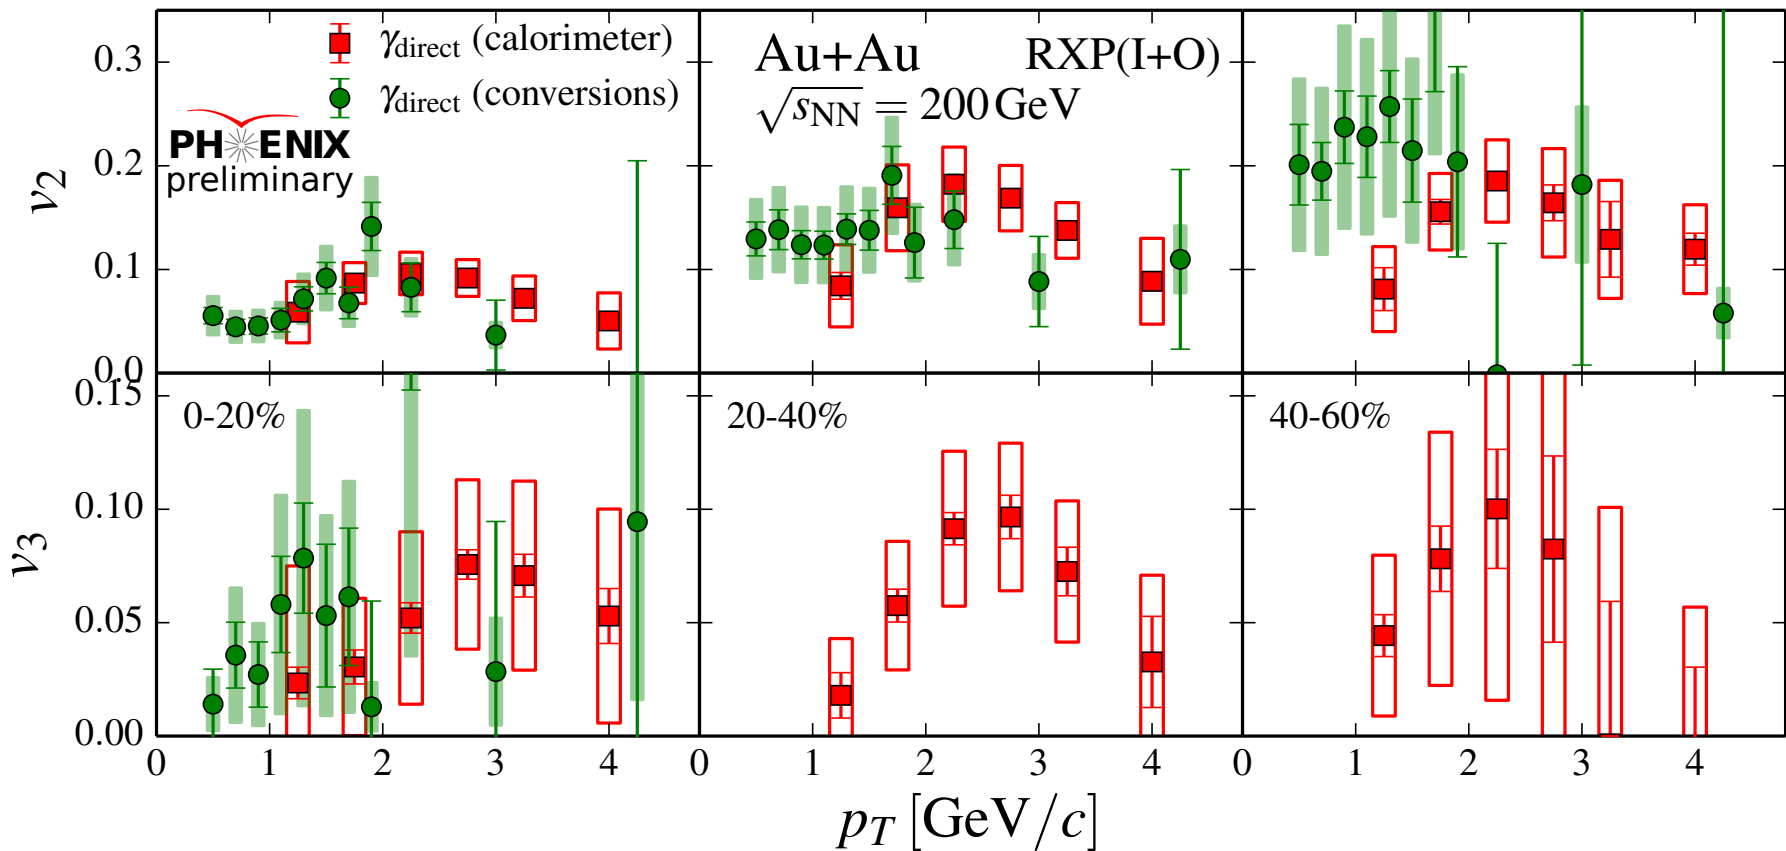 γdirect (calorimeter)
γdirect (conversions)
PHENIX
preliminary
Au+Au
√sNN = 200 GeV
RXP(I+O)
v2
0.3
0.2
0.1
0.0
v3
0.15
0.10
0.05
0.00
0-20%
20-40%
40-60%
0 1 2 3 4 0 1 2 3 4 0 1 2 3 4
pT [GeV/c]